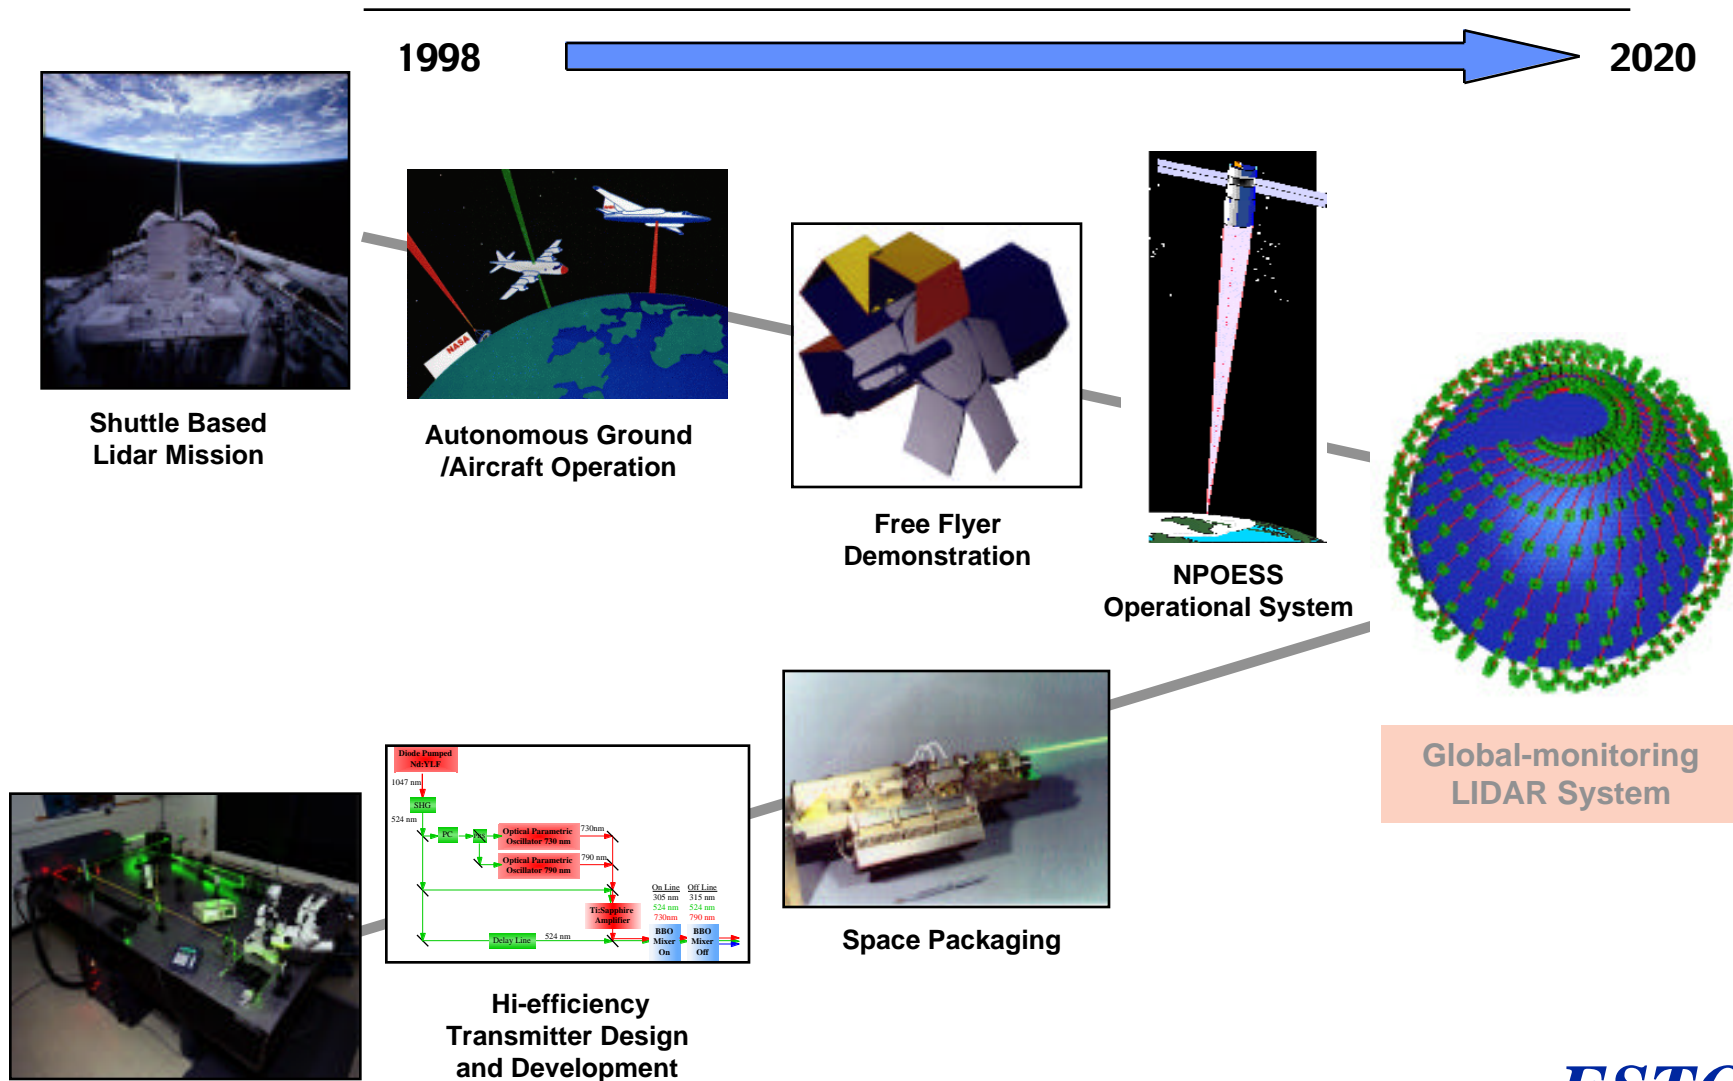 1998
2020
Shuttle Based
Lidar Mission
NASA
Autonomous Ground
/Aircraft Operation
Free Flyer
Demonstration
NPOESS
Operational System
Global-monitoring
LIDAR System
Diode Pumped
Nd:YLF
1047 nm
SHG
524 nm
PC
Optical Parametric
Oscillator 730 nm
730nm
Optical Parametric
Oscillator 790 nm
790 nm
On Line
305 nm
524 nm
730nm
Off Line
315 nm
524 nm
790 nm
Ti:Sapphire
Amplifier
Delay Line
524 nm
BBO
Mixer
On
BBO
Mixer
Off
Hi-efficiency
Transmitter Design
and Development
Space Packaging